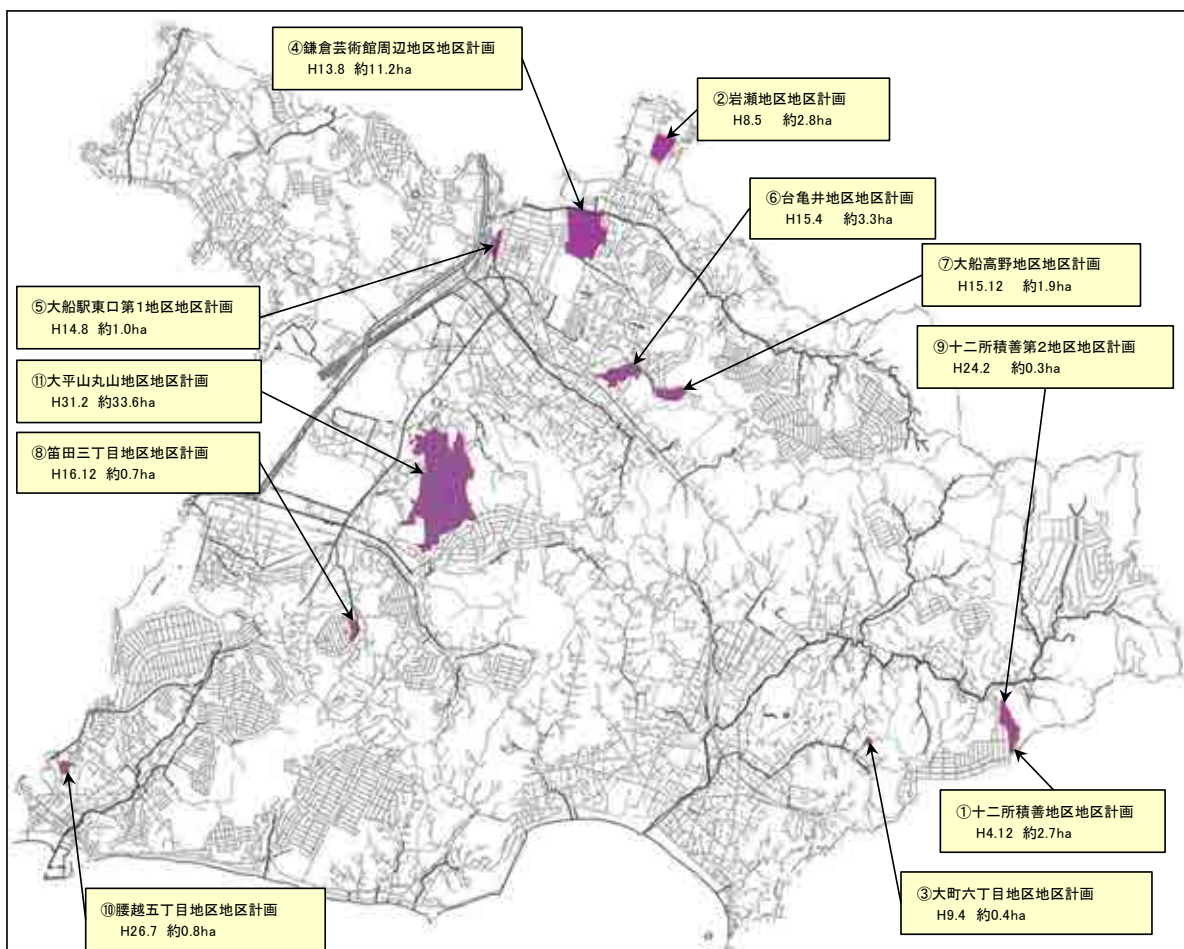 ④鎌倉芸術館周辺地区地区計画
H13.8 約11.2ha
②岩瀬地区地区計画
H8.5 約2.8ha
⑥台亀井地区地区計画
H15.4 約3.3ha
⑦大船高野地区地区計画
H15.12 約1.9ha
⑤大船駅東口第1地区地区計画
H14.8 約1.0ha
⑨十二所積善第2地区地区計画
H24.2 約0.3ha
⑪大平山丸山地区地区計画
H31.2 約33.6ha
⑧笛田三丁目地区地区計画
H16.12 約0.7ha
①十二所積善地区地区計画
H4.12 約2.7ha
③大町六丁目地区地区計画
H9.4 約0.4ha
⑩腰越五丁目地区地区計画
H26.7 約0.8ha